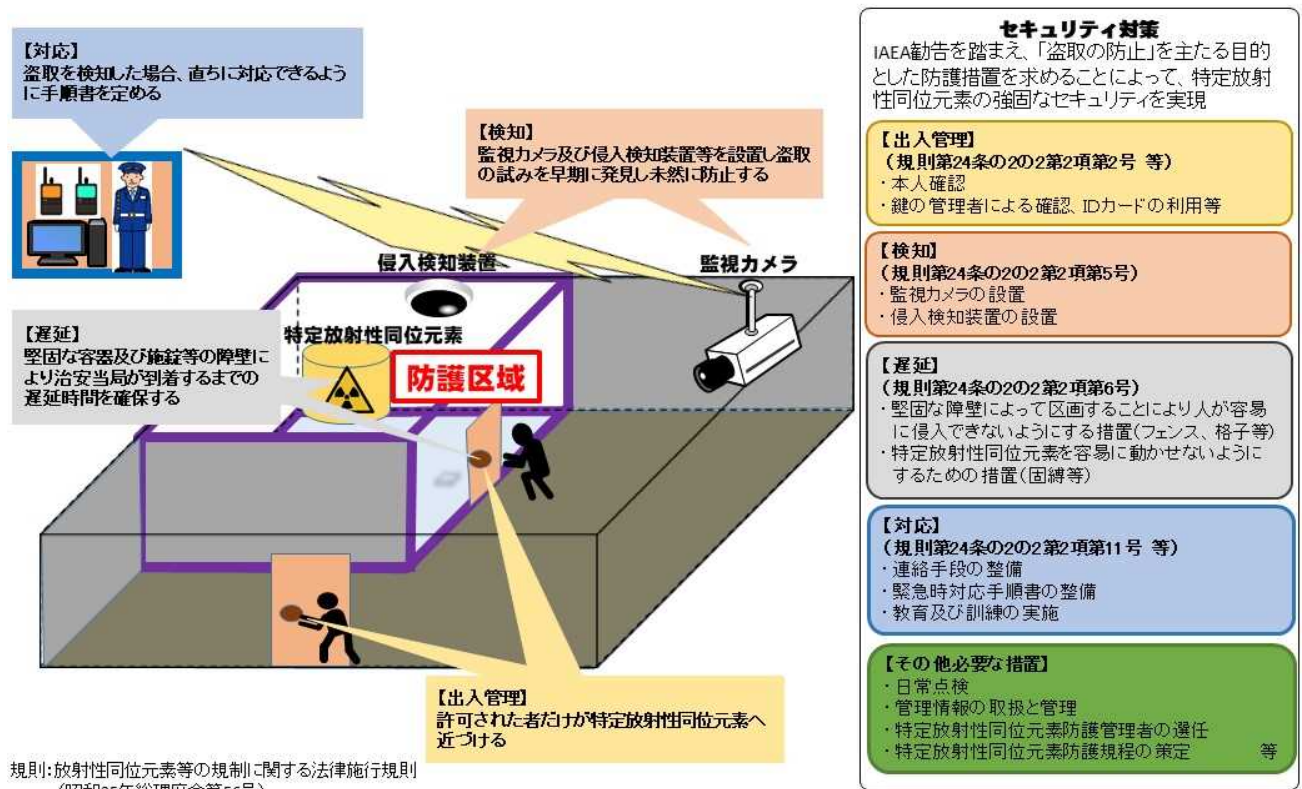 【対応】
盗取を検知した場合、直ちに対応できるよう
に手順書を定める
【検知】
監視カメラ及び侵入検知装置等を設置し盗取
の試みを早期に発見し未然に防止する
侵入検知装置
監視カメラ
【遅延】
堅固な容器及び施錠等の障壁に
より治安当局が到着するまでの
遅延時間を確保する
特定放射性同位元素
防護区域
【出入管理】
許可された者だけが特定放射性同位元素へ
近づける
規則:放射性同位元素等の規制に関する法律施行規則
(昭和35年総理府令第56号)
セキュリティ対策
IAEA勧告を踏まえ、「盗取の防止」を主たる目的
とした防護措置を求めることによって、特定放射
性同位元素の強固なセキュリティを実現
【出入管理】
(規則第24条の2の2第2項第2号 等)
・本人確認
・鍵の管理者による確認、IDカードの利用等
【検知】
(規則第24条の2の2第2項第5号)
・監視カメラの設置
・侵入検知装置の設置
【遅延】
(規則第24条の2の2第2項第6号)
・堅固な障壁によって区画することにより人が容易
に侵入できないようにする措置(フェンス、格子等)
・特定放射性同位元素を容易に動かせないように
するための措置(固縛等)
【対応】
(規則第24条の2の2第2項第11号 等)
・連絡手段の整備
・緊急時対応手順書の整備
・教育及び訓練の実施
【その他必要な措置】
・日常点検
・管理情報の取扱と管理
・特定放射性同位元素防護管理者の選任
・特定放射性同位元素防護規程の策定 等